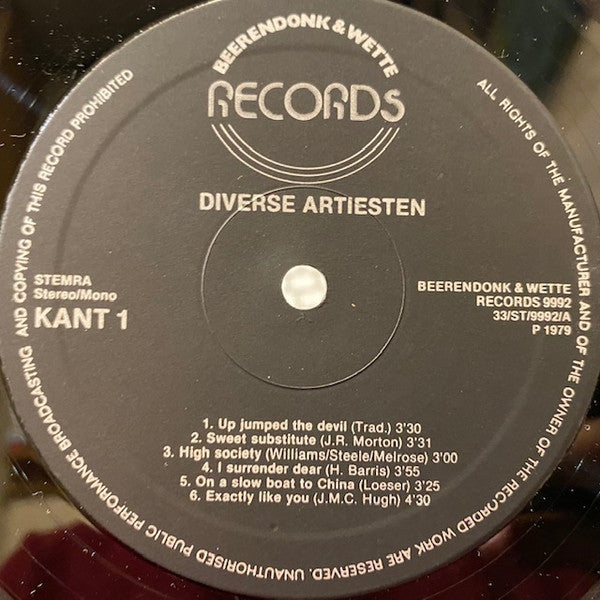 BEERENDONK & WETTE
RECORDS
DIVERSE ARTIESTEN
STEMRA
Stereo/Mono
KANT 1
BEERENDONK & WETTE
RECORDS 9992
33/ST/9992/A
P 1979
1. Up jumped the devil (Trad.) 3'30
2. Sweet substitute (J.R. Morton) 3'31
3. High society (Williams/Steele/Melrose) 3'00
4. I surrender dear (H. Barris) 3'55
5. On a slow boat to China (Loeser) 3'25
6. Exactly like you (J.M.C. Hugh) 4'30
ALL RIGHTS OF THE MANUFACTURER AND OF THE OWNER OF THE RECORDED WORK ARE RESERVED. UNAUTHORISED PUBLIC PERFORMANCE BROADCASTING AND COPYING OF THIS RECORD PROHIBITED